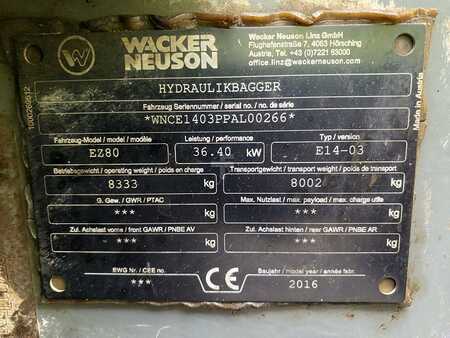 WACKER
NEUSON
Wacker Neuson Linz GmbH
Flughafenstraße 7, 4063 Hörsching
Austria, Tel. +43 (0)7221 63000
office.linz@wackerneuson.com
HYDRAULIKBAGGER
Fahrzeug Seriennummer / serial no. / no. de série
*WNCE1403PPAL00266*
Fahrzeug-Model / model / modèle
EZ80
Leistung / performance
36.40 kW
Typ / version
E14-03
Betriebsgewicht / operating weight / poids en charge
8333 kg
Transportgewicht / transport weight / poids de transport
8002 kg
G. Gew. / GWR / PTAC
*** kg
Max. Nutzlast / max. payload / max. charge utile
*** kg
Zul. Achslast vorne / front GAWR / PNBE AV
*** kg
Zul. Achslast hinten / rear GAWR / PNBE AR
*** kg
EWG Nr. / CEE no.
***
CE
Baujahr / model year / année fabr.
2016
Made in Austria